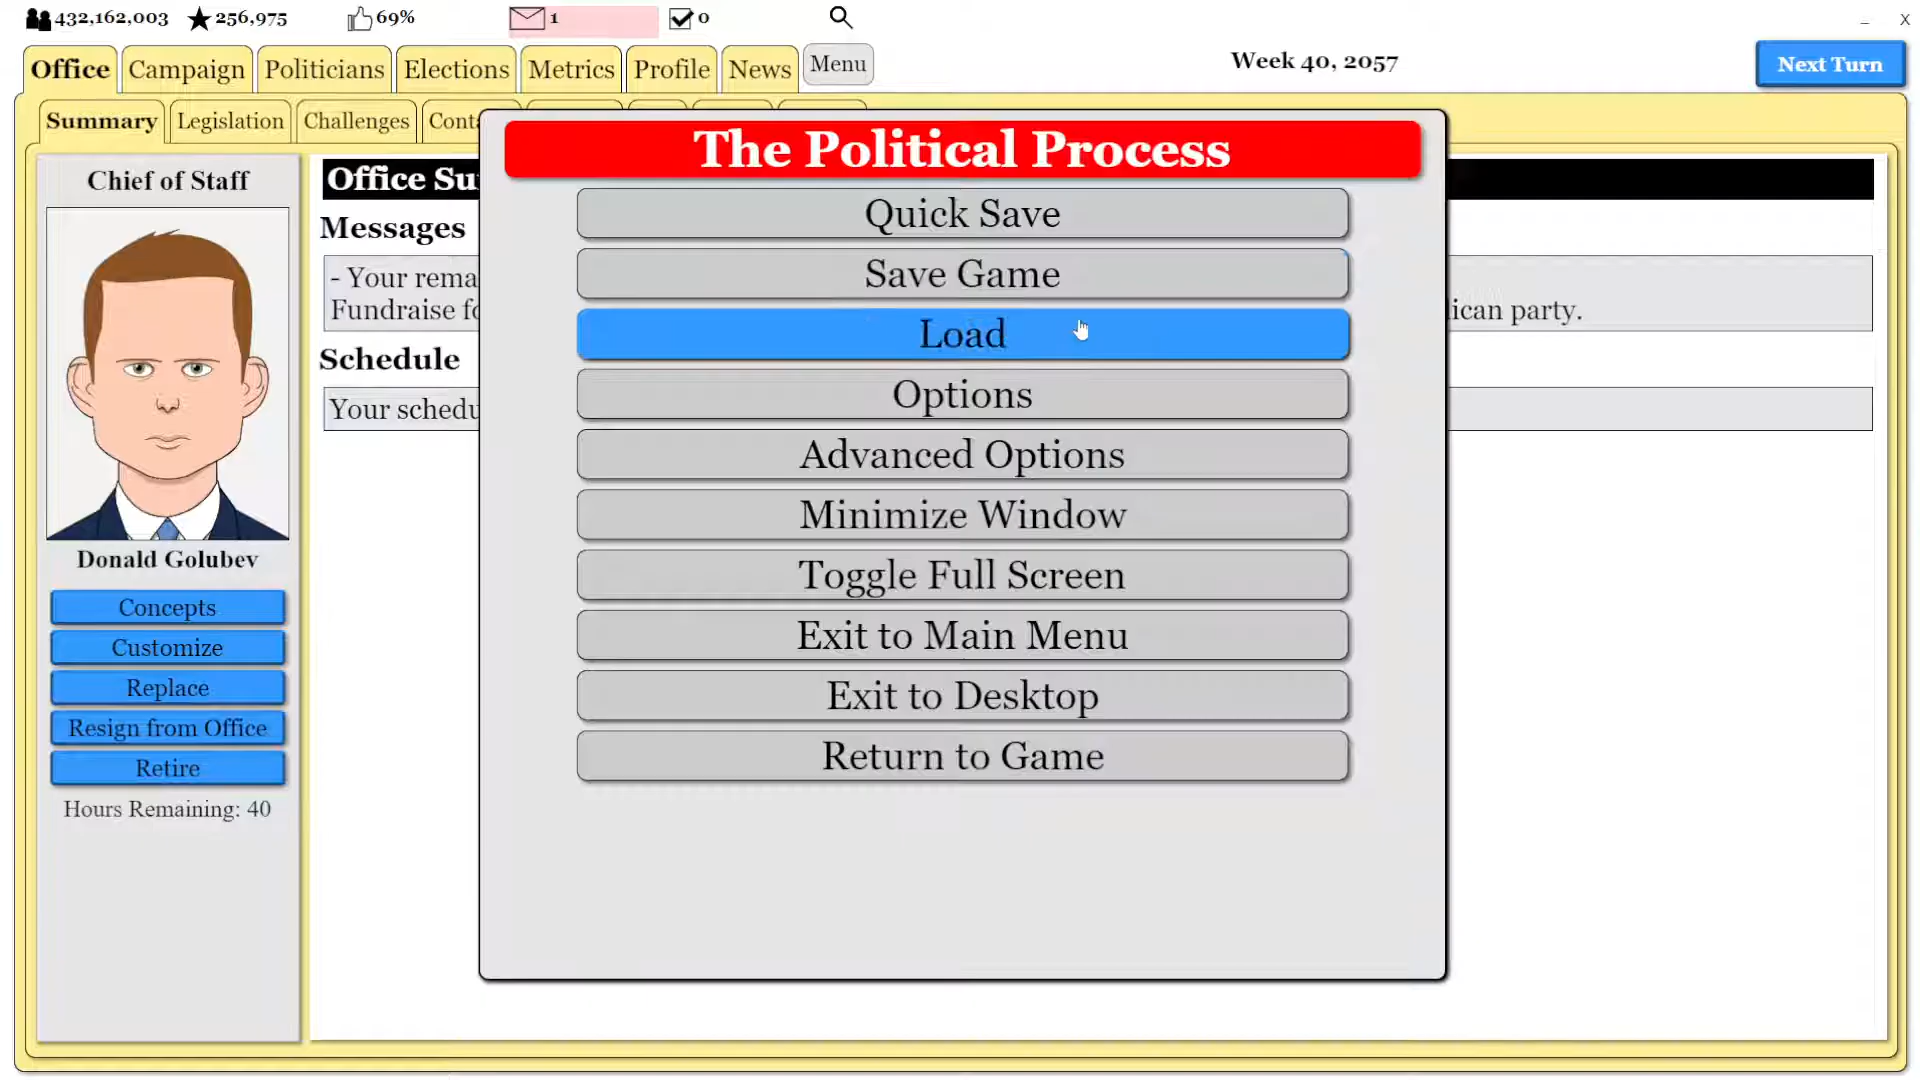 432,162,003 256,975 69% 1 0
_ X
Office Campaign Politicians Elections Metrics Profile News Menu
Week 40, 2057
Next Turn
Summary Legislation Challenges
Chief of Staff
Donald Golubev
Concepts
Customize
Replace
Resign from Office
Retire
Hours Remaining: 40
Office Su
Messages
- Your rema
Fundraise fo
ican party.
Schedule
Your schedu
The Political Process
Quick Save
Save Game
Load
Options
Advanced Options
Minimize Window
Toggle Full Screen
Exit to Main Menu
Exit to Desktop
Return to Game